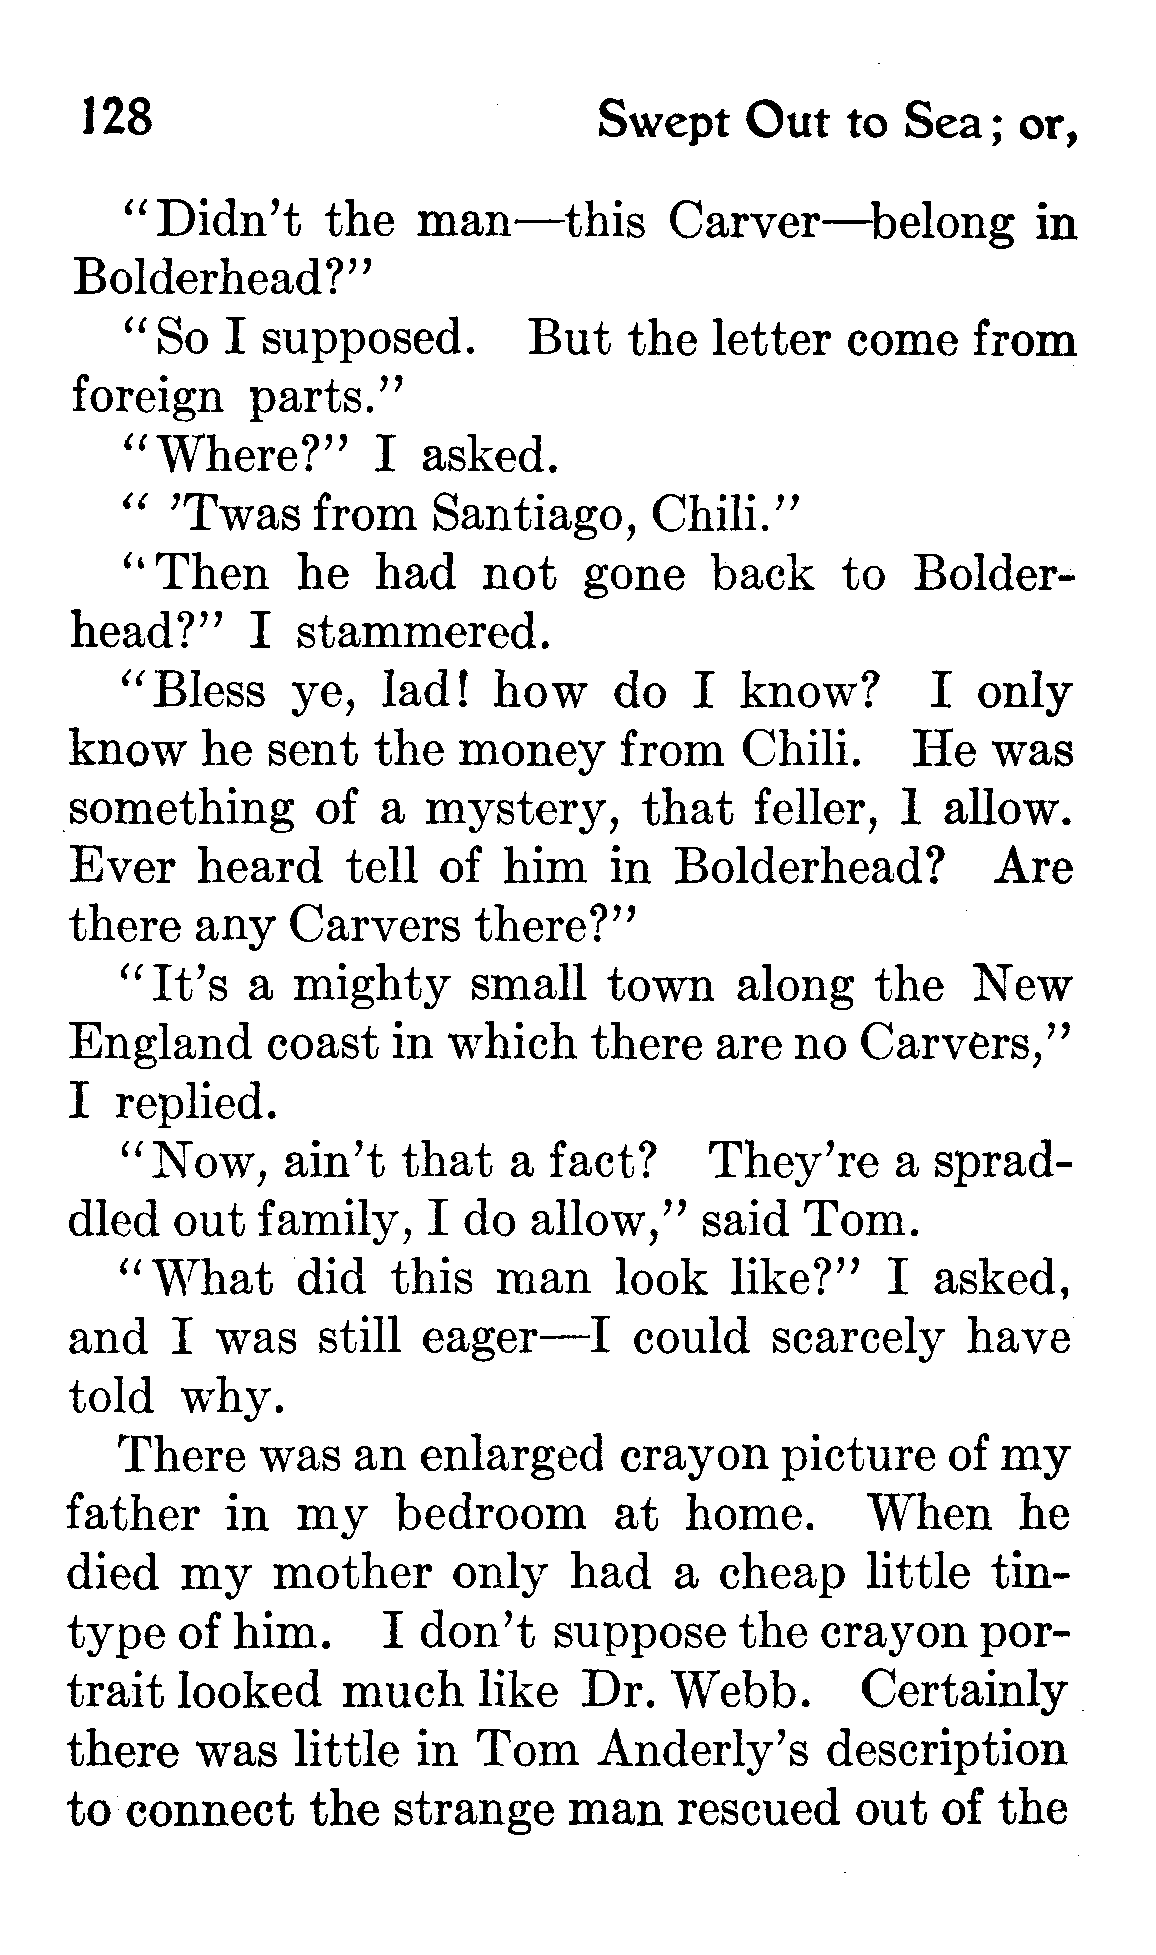 128 Swept Out to Sea; or,
"Didn't the man—this Carver—belong in
Bolderhead?"
"So I supposed. But the letter come from
foreign parts."
"Where?" I asked.
" 'Twas from Santiago, Chili."
"Then he had not gone back to Bolder-
head?" I stammered.
"Bless ye, lad! how do I know? I only
know he sent the money from Chili. He was
something of a mystery, that feller, I allow.
Ever heard tell of him in Bolderhead? Are
there any Carvers there?"
"It's a mighty small town along the New
England coast in which there are no Carvers,"
I replied.
"Now, ain't that a fact? They're a sprad-
dled out family, I do allow," said Tom.
"What did this man look like?" I asked,
and I was still eager—I could scarcely have
told why.
There was an enlarged crayon picture of my
father in my bedroom at home. When he
died my mother only had a cheap little tin-
type of him. I don't suppose the crayon por-
trait looked much like Dr. Webb. Certainly
there was little in Tom Anderly's description
to connect the strange man rescued out of the